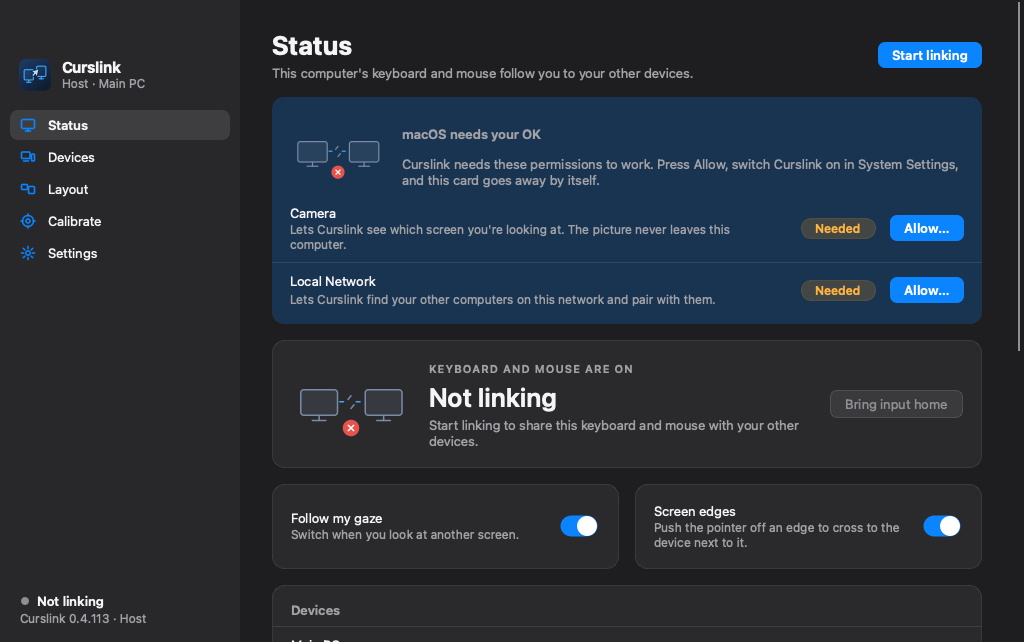 Curslink
Host · Main PC
Status
Devices
Layout
Calibrate
Settings
Not linking
Curslink 0.4.113 · Host
Status
This computer's keyboard and mouse follow you to your other devices.
Start linking
macOS needs your OK
Curslink needs these permissions to work. Press Allow, switch Curslink on in System Settings,
and this card goes away by itself.
Camera
Lets Curslink see which screen you're looking at. The picture never leaves this
computer.
Needed
Allow...
Local Network
Lets Curslink find your other computers on this network and pair with them.
Needed
Allow...
KEYBOARD AND MOUSE ARE ON
Not linking
Start linking to share this keyboard and mouse with your other
devices.
Bring input home
Follow my gaze
Switch when you look at another screen.
Screen edges
Push the pointer off an edge to cross to the
device next to it.
Devices